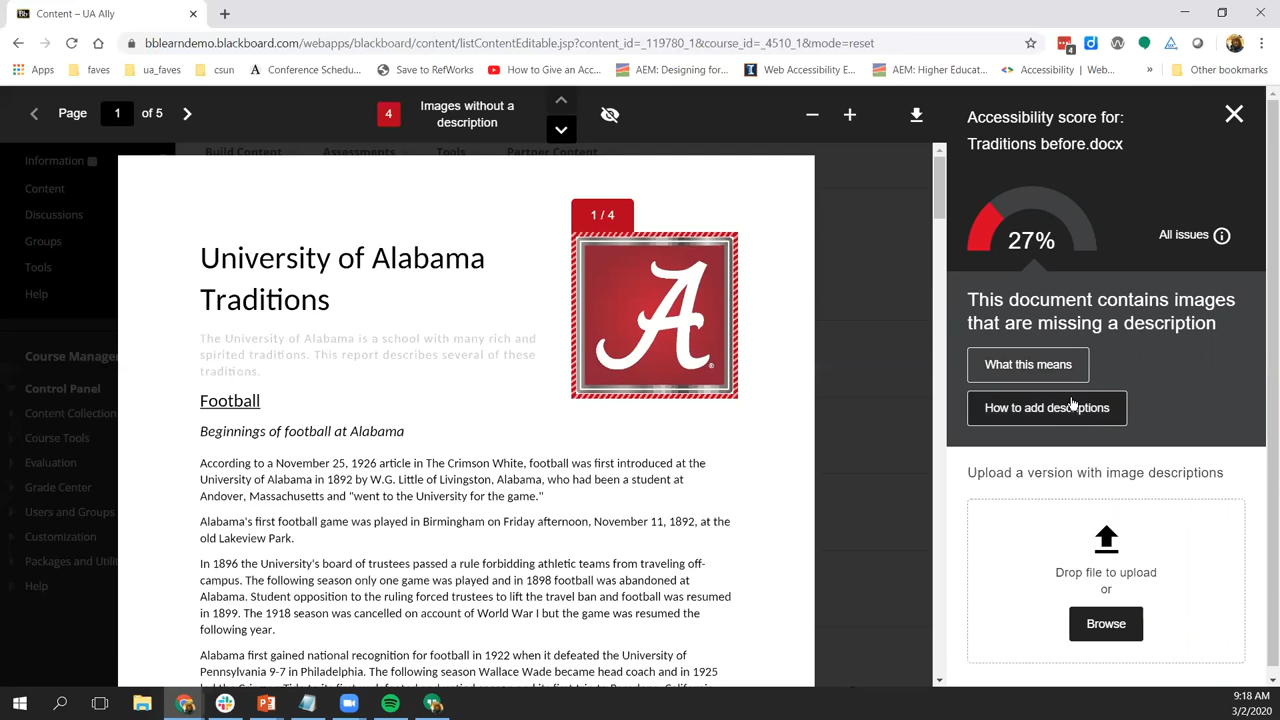 Content – UA Ally
bblearndemo.blackboard.com/webapps/blackboard/content/listContentEditable.jsp?content_id=_119780_1&course_id=_4510_1&mode=reset
4
Apps
faves
ua_faves
csun
Conference Schedu...
Save to RefWorks
How to Give an Acc...
AEM: Designing for...
Web Accessibility E...
AEM: Higher Educat...
Accessibility | Web...
»
Other bookmarks
Page 1 of 5
4
Images without a
description
Build Content
Assessments
Tools
Partner Content
Information
Content
Discussions
Groups
Tools
Help
Course Manager
Control Panel
Content Collection
Course Tools
Evaluation
Grade Center
Users and Groups
Customization
Packages and Utilit
Help
1 / 4
A
University of Alabama
Traditions
The University of Alabama is a school with many rich and
spirited traditions. This report describes several of these
traditions.
Football
Beginnings of football at Alabama
According to a November 25, 1926 article in The Crimson White, football was first introduced at the
University of Alabama in 1892 by W.G. Little of Livingston, Alabama, who had been a student at
Andover, Massachusetts and "went to the University for the game."
Alabama's first football game was played in Birmingham on Friday afternoon, November 11, 1892, at the
old Lakeview Park.
In 1896 the University's board of trustees passed a rule forbidding athletic teams from traveling off-
campus. The following season only one game was played and in 1898 football was abandoned at
Alabama. Student opposition to the ruling forced trustees to lift the travel ban and football was resumed
in 1899. The 1918 season was cancelled on account of World War I but the game was resumed the
following year.
Alabama first gained national recognition for football in 1922 when it defeated the University of
Pennsylvania 9-7 in Philadelphia. The following season Wallace Wade became head coach and in 1925
Accessibility score for:
Traditions before.docx
27%
All issues
This document contains images
that are missing a description
What this means
How to add descriptions
Upload a version with image descriptions
Drop file to upload
or
Browse
9:18 AM
3/2/2020